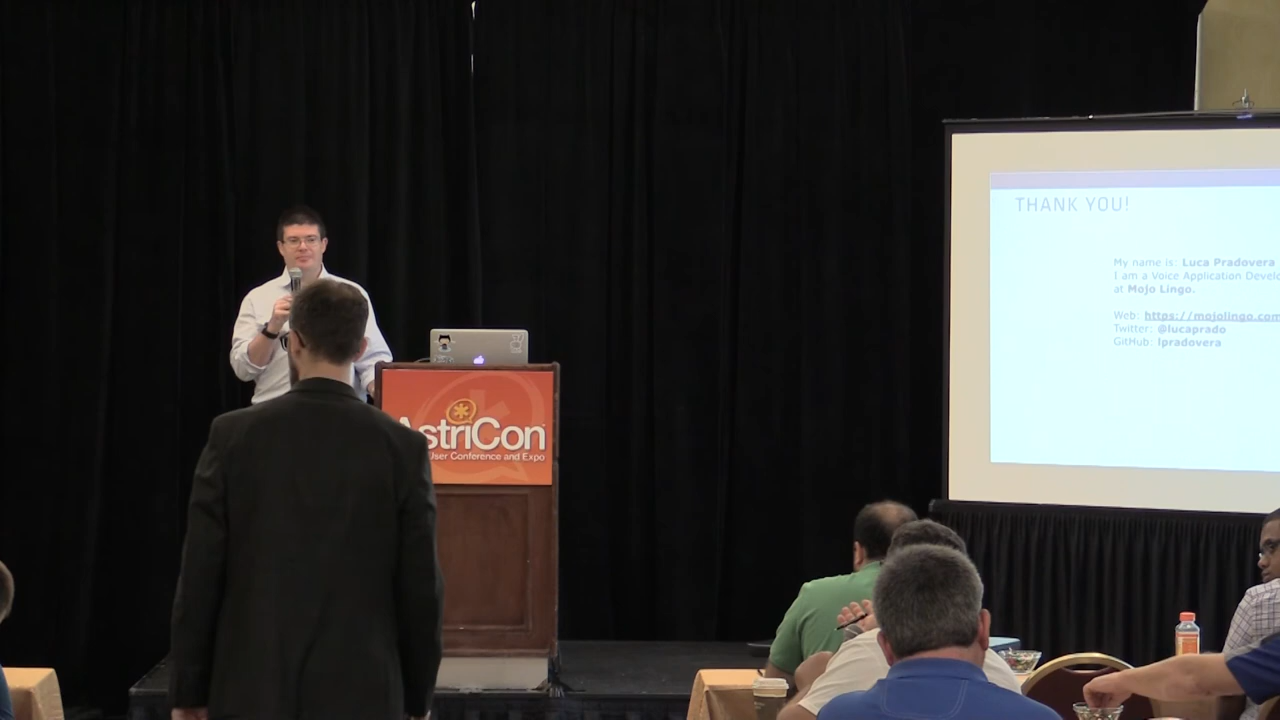 THANK YOU!
My name is: Luca Pradovera
I am a Voice Application Develo
at Mojo Lingo.
Web: https://mojolingo.com
Twitter: @lucaprado
GitHub: lpradovera
AstriCon
User Conference and Expo